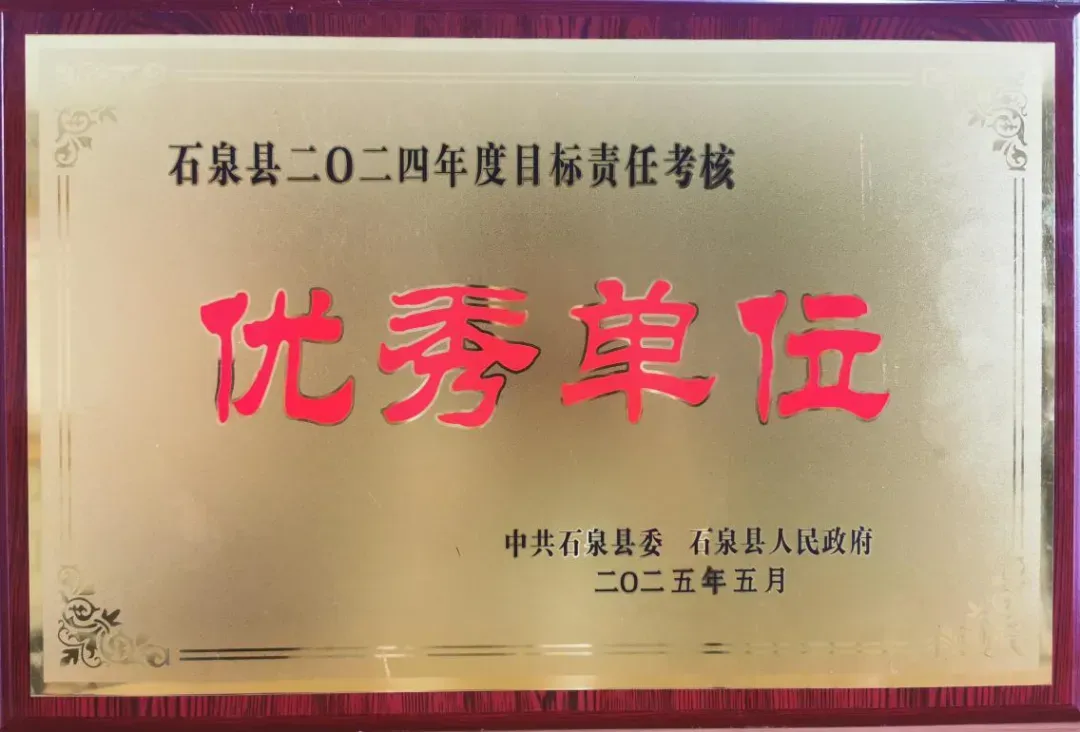 石泉县二〇二四年度目标责任考核
优秀单位
中共石泉县委 石泉县人民政府
二〇二五年五月